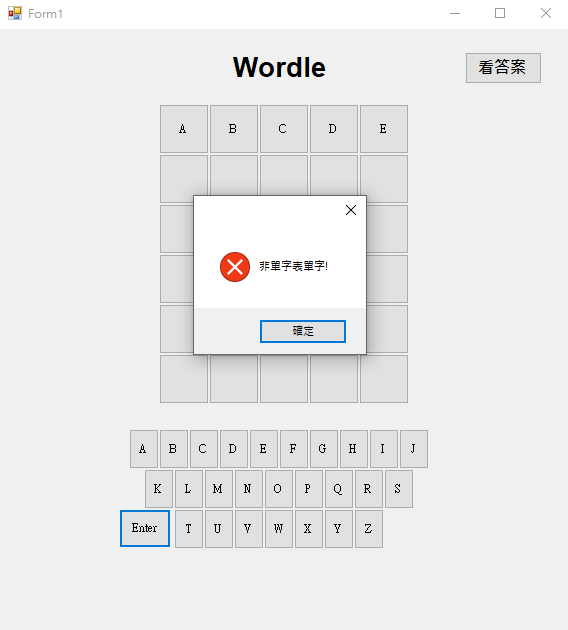 Form1
Wordle
看答案
A B C D E
非單字表單字!
確定
A B C D E F G H I J
K L M N O P Q R S
Enter T U V W X Y Z